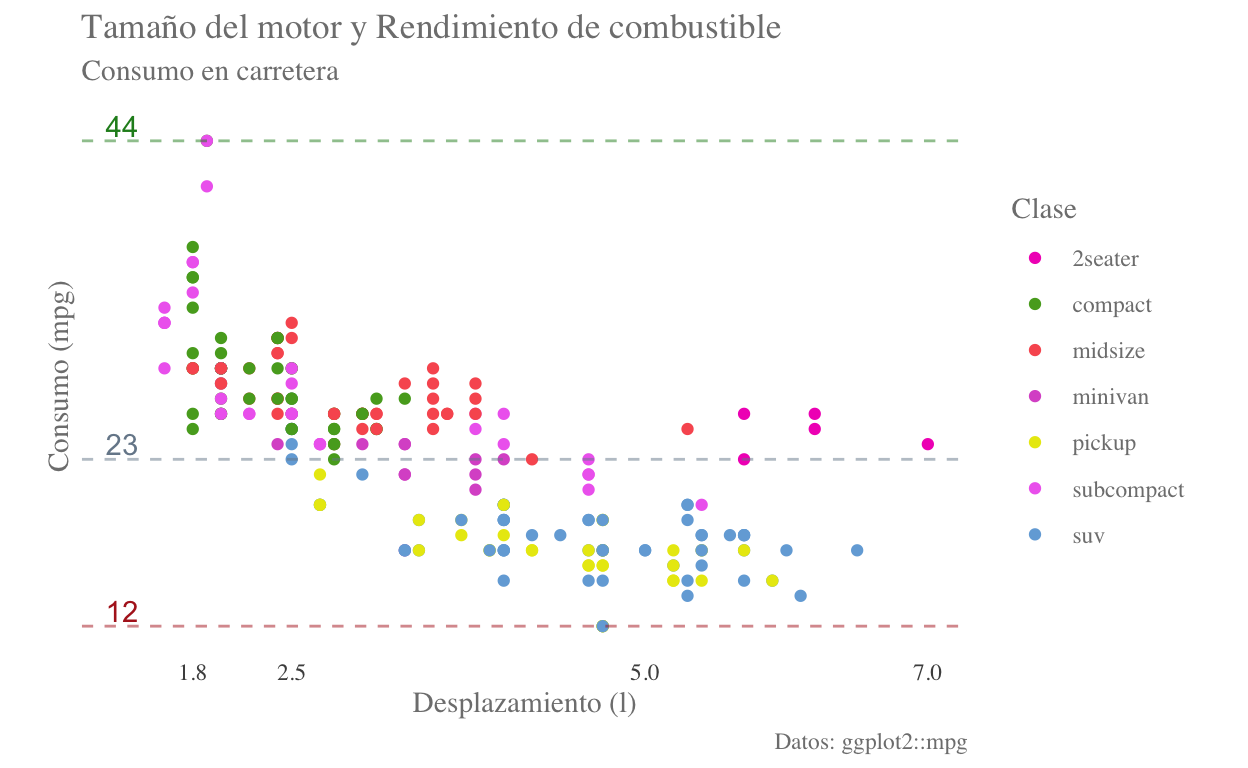 Tamaño del motor y Rendimiento de combustible
Consumo en carretera
44
23
12
Consumo (mpg)
1.8 2.5 5.0 7.0
Desplazamiento (l)
Clase
2seater
compact
midsize
minivan
pickup
subcompact
suv
Datos: ggplot2::mpg